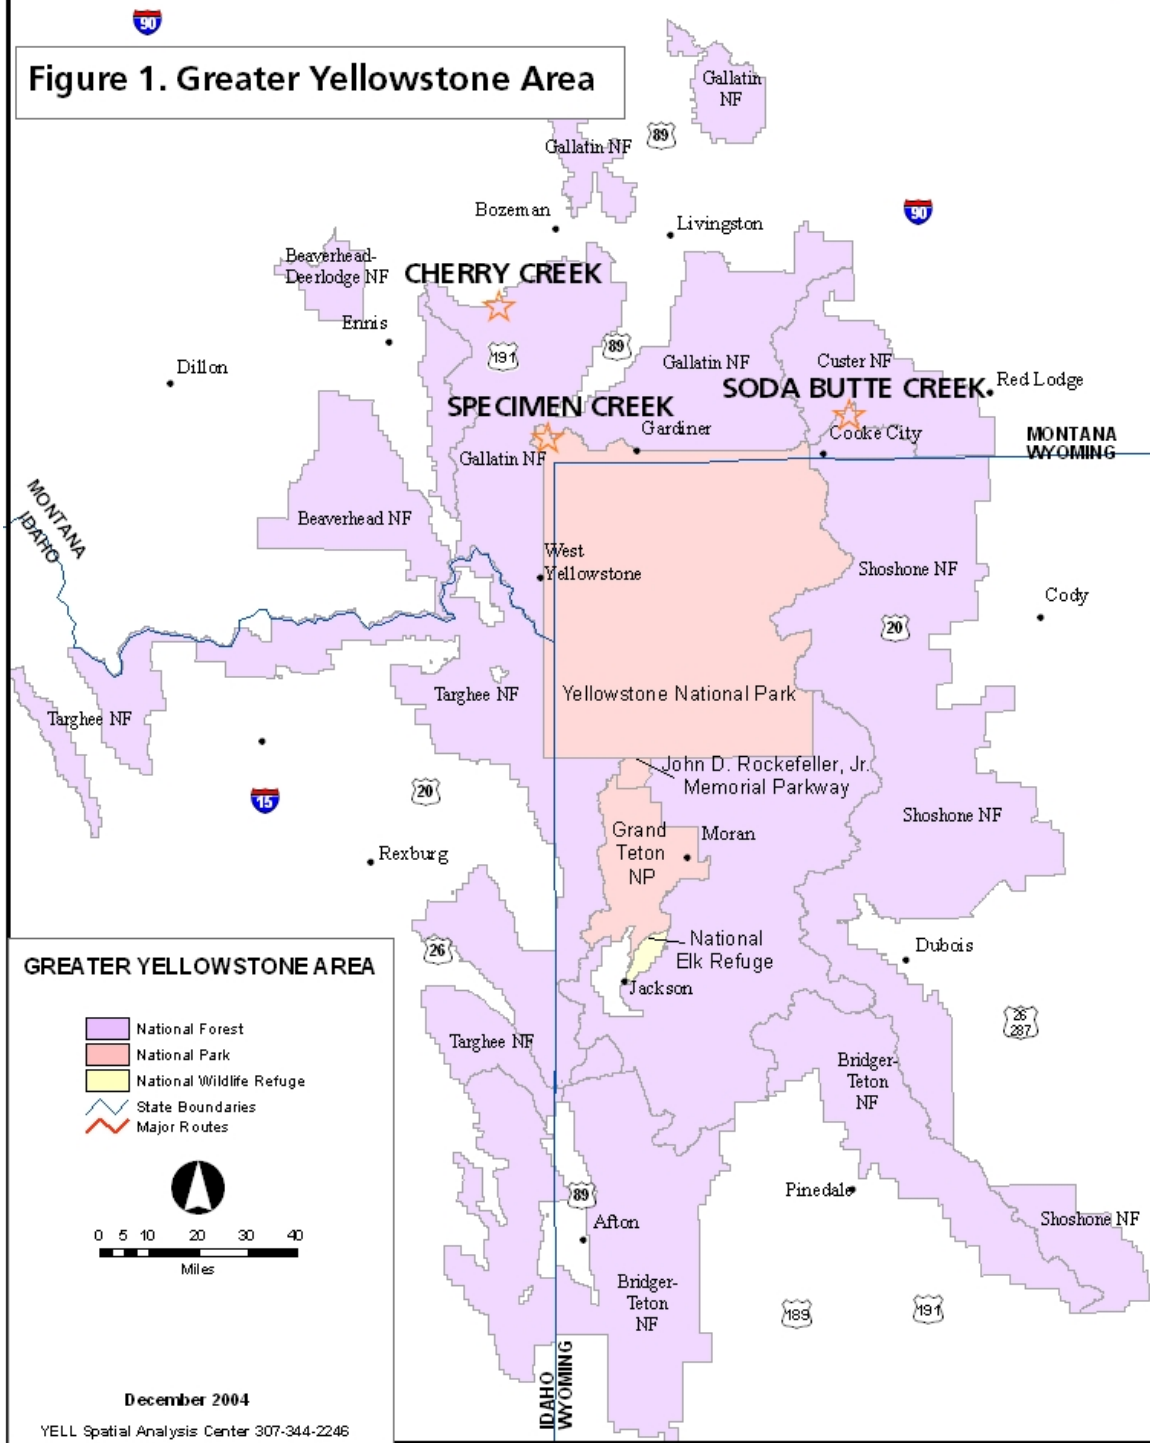 90
Figure 1. Greater Yellowstone Area
Gallatin
NF
89
Gallatin NF
Bozeman
Livingston
90
Beaverhead-
Deerlodge NF
CHERRY CREEK
Ennis
191
89
Dillon
Gallatin NF
Custer NF
SODA BUTTE CREEK
Red Lodge
SPECIMEN CREEK
Gardiner
Cooke City
MONTANA
WYOMING
Gallatin NF
MONTANA
IDAHO
Beaverhead NF
West
Yellowstone
Shoshone NF
Cody
20
Targhee NF
Yellowstone National Park
Targhee NF
John D. Rockefeller, Jr.
Memorial Parkway
20
15
Shoshone NF
Grand
Teton
NP
Moran
Rexburg
National
Elk Refuge
Dubois
26
Jackson
26
287
Targhee NF
Bridger-
Teton
NF
Pinedale
89
Afton
Shoshone NF
Bridger-
Teton
NF
189
191
IDAHO
WYOMING
GREATER YELLOWSTONE AREA
National Forest
National Park
National Wildlife Refuge
State Boundaries
Major Routes
0 5 10 20 30 40
Miles
December 2004
YELL Spatial Analysis Center 307-344-2246